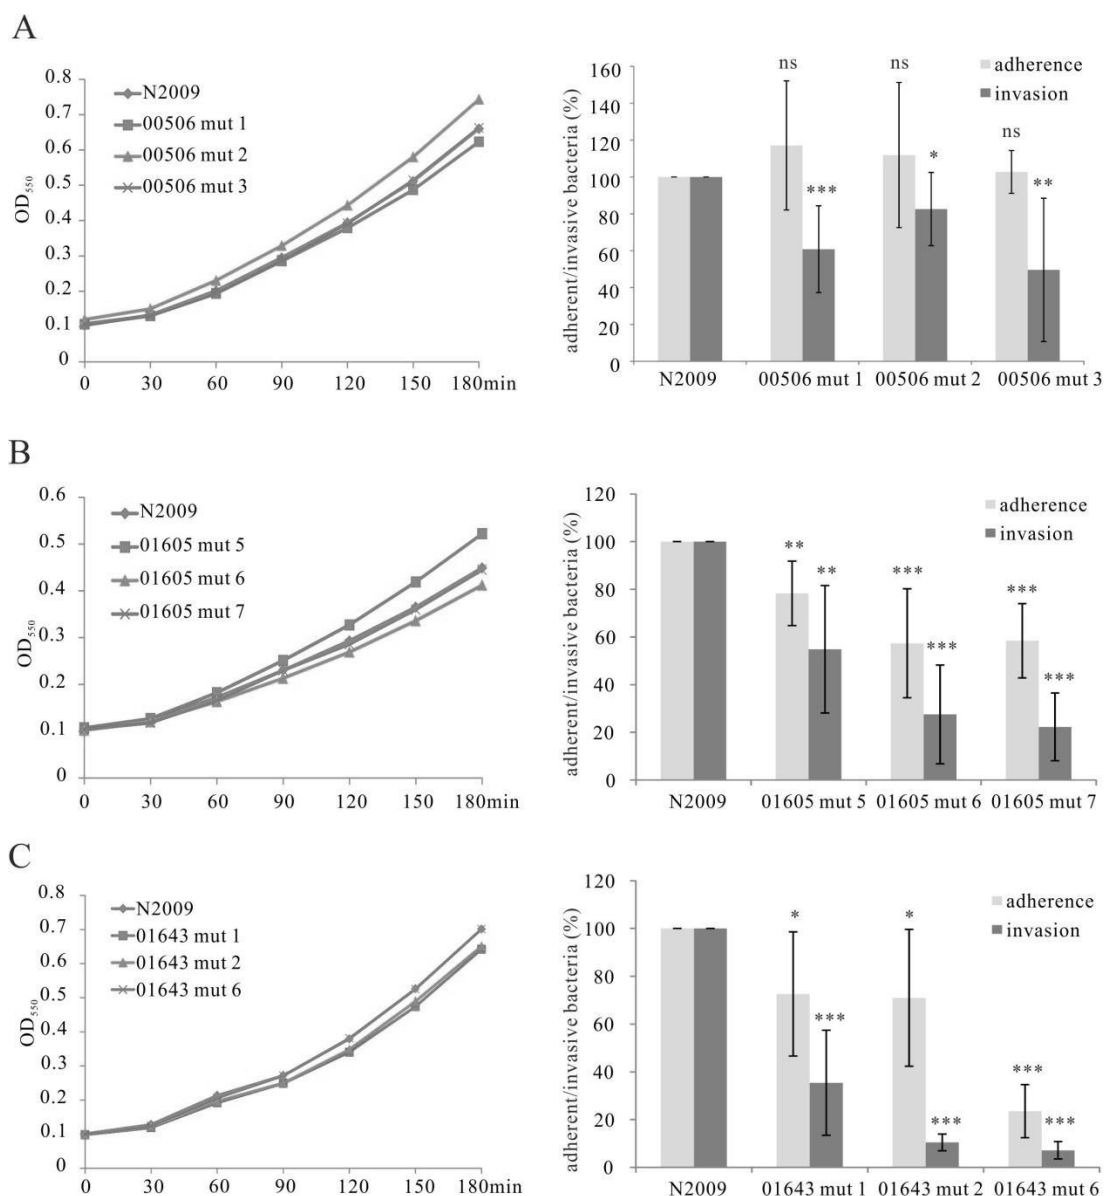 A
0.8
0.7
0.6
0.5
0.4
0.3
0.2
0.1
0
OD550
N2009
00506 mut 1
00506 mut 2
00506 mut 3
0 30 60 90 120 150 180min
160
140
120
100
80
60
40
20
0
adherent/invasive bacteria (%)
adherence
invasion
ns
***
ns
*
ns
**
N2009 00506 mut 1 00506 mut 2 00506 mut 3
B
0.6
0.5
0.4
0.3
0.2
0.1
0
OD550
N2009
01605 mut 5
01605 mut 6
01605 mut 7
0 30 60 90 120 150 180min
120
100
80
60
40
20
0
adherent/invasive bacteria (%)
adherence
invasion
**
**
***
***
***
***
N2009 01605 mut 5 01605 mut 6 01605 mut 7
C
0.8
0.7
0.6
0.5
0.4
0.3
0.2
0.1
0
OD550
N2009
01643 mut 1
01643 mut 2
01643 mut 6
0 30 60 90 120 150 180min
120
100
80
60
40
20
0
adherent/invasive bacteria (%)
adherence
invasion
*
***
*
***
***
***
N2009 01643 mut 1 01643 mut 2 01643 mut 6